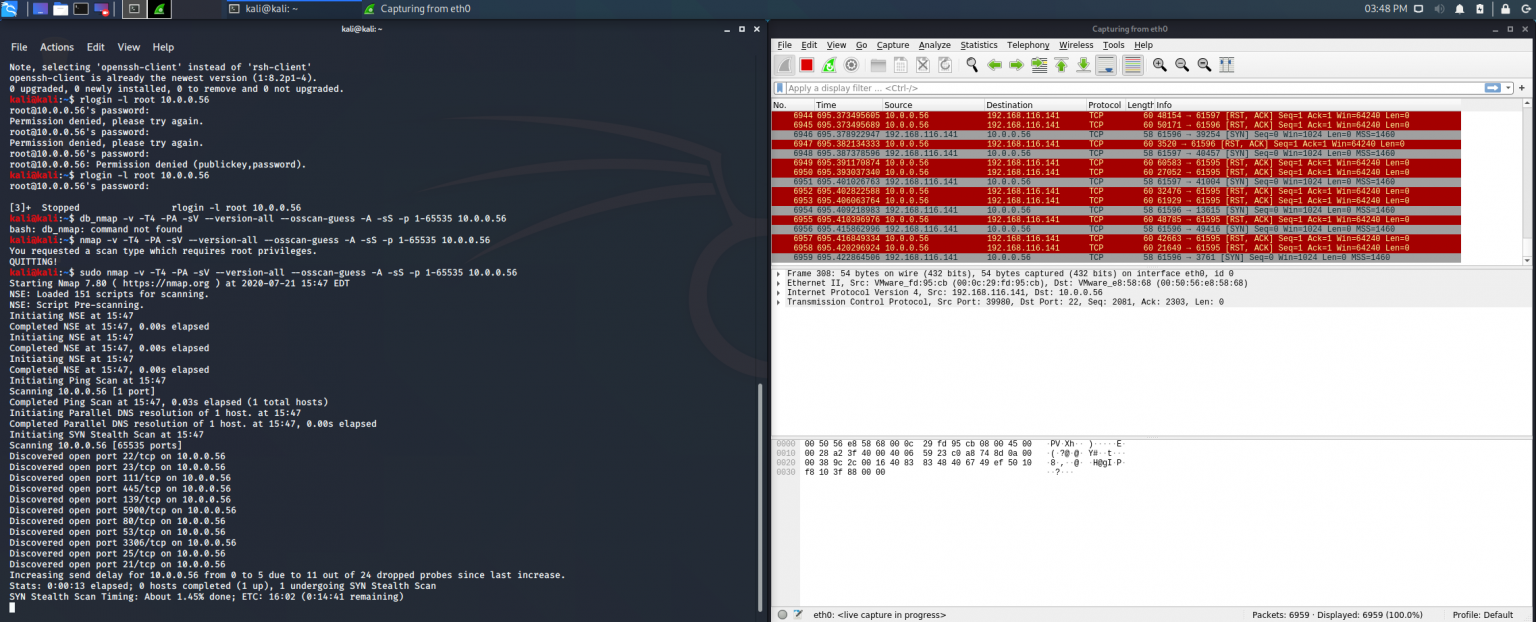 kali@kali: ~
Capturing from eth0
03:48 PM
kali@kali: ~
File Actions Edit View Help
Note, selecting 'openssh-client' instead of 'rsh-client'
openssh-client is already the newest version (1:8.2p1-4).
0 upgraded, 0 newly installed, 0 to remove and 0 not upgraded.
kali@kali:~$ rlogin -l root 10.0.0.56
root@10.0.0.56's password:
Permission denied, please try again.
root@10.0.0.56's password:
Permission denied, please try again.
root@10.0.0.56's password:
root@10.0.0.56: Permission denied (publickey,password).
kali@kali:~$ rlogin -l root 10.0.0.56
root@10.0.0.56's password:
[3]+ Stopped rlogin -l root 10.0.0.56
kali@kali:~$ db_nmap -v -T4 -PA -sV --version-all --osscan-guess -A -sS -p 1-65535 10.0.0.56
bash: db_nmap: command not found
kali@kali:~$ nmap -v -T4 -PA -sV --version-all --osscan-guess -A -sS -p 1-65535 10.0.0.56
You requested a scan type which requires root privileges.
QUITTING!
kali@kali:~$ sudo nmap -v -T4 -PA -sV --version-all --osscan-guess -A -sS -p 1-65535 10.0.0.56
Starting Nmap 7.80 ( https://nmap.org ) at 2020-07-21 15:47 EDT
NSE: Loaded 151 scripts for scanning.
NSE: Script Pre-scanning.
Initiating NSE at 15:47
Completed NSE at 15:47, 0.00s elapsed
Initiating NSE at 15:47
Completed NSE at 15:47, 0.00s elapsed
Initiating NSE at 15:47
Completed NSE at 15:47, 0.00s elapsed
Initiating Ping Scan at 15:47
Scanning 10.0.0.56 [1 port]
Completed Ping Scan at 15:47, 0.03s elapsed (1 total hosts)
Initiating Parallel DNS resolution of 1 host. at 15:47
Completed Parallel DNS resolution of 1 host. at 15:47, 0.00s elapsed
Initiating SYN Stealth Scan at 15:47
Scanning 10.0.0.56 [65535 ports]
Discovered open port 22/tcp on 10.0.0.56
Discovered open port 23/tcp on 10.0.0.56
Discovered open port 111/tcp on 10.0.0.56
Discovered open port 445/tcp on 10.0.0.56
Discovered open port 139/tcp on 10.0.0.56
Discovered open port 5900/tcp on 10.0.0.56
Discovered open port 80/tcp on 10.0.0.56
Discovered open port 53/tcp on 10.0.0.56
Discovered open port 3306/tcp on 10.0.0.56
Discovered open port 25/tcp on 10.0.0.56
Discovered open port 21/tcp on 10.0.0.56
Increasing send delay for 10.0.0.56 from 0 to 5 due to 11 out of 24 dropped probes since last increase.
Stats: 0:00:13 elapsed; 0 hosts completed (1 up), 1 undergoing SYN Stealth Scan
SYN Stealth Scan Timing: About 1.45% done; ETC: 16:02 (0:14:41 remaining)
Capturing from eth0
File Edit View Go Capture Analyze Statistics Telephony Wireless Tools Help
Apply a display filter ... <Ctrl-/>
No. Time Source Destination Protocol Length Info
6944 695.373495605 10.0.0.56 192.168.116.141 TCP 60 48154 → 61597 [RST, ACK] Seq=1 Ack=1 Win=64240 Len=0
6945 695.373495689 10.0.0.56 192.168.116.141 TCP 60 50171 → 61596 [RST, ACK] Seq=1 Ack=1 Win=64240 Len=0
6946 695.378922947 192.168.116.141 10.0.0.56 TCP 58 61596 → 39254 [SYN] Seq=0 Win=1024 Len=0 MSS=1460
6947 695.382134333 10.0.0.56 192.168.116.141 TCP 60 3520 → 61596 [RST, ACK] Seq=1 Ack=1 Win=64240 Len=0
6948 695.387378596 192.168.116.141 10.0.0.56 TCP 58 61597 → 40457 [SYN] Seq=0 Win=1024 Len=0 MSS=1460
6949 695.391170874 10.0.0.56 192.168.116.141 TCP 60 60583 → 61596 [RST, ACK] Seq=1 Ack=1 Win=64240 Len=0
6950 695.393037340 10.0.0.56 192.168.116.141 TCP 60 27052 → 61596 [RST, ACK] Seq=1 Ack=1 Win=64240 Len=0
6951 695.401026763 192.168.116.141 10.0.0.56 TCP 58 61597 → 41004 [SYN] Seq=0 Win=1024 Len=0 MSS=1460
6952 695.402822588 10.0.0.56 192.168.116.141 TCP 60 32476 → 61596 [RST, ACK] Seq=1 Ack=1 Win=64240 Len=0
6953 695.406063764 10.0.0.56 192.168.116.141 TCP 60 61929 → 61596 [RST, ACK] Seq=1 Ack=1 Win=64240 Len=0
6954 695.409218983 192.168.116.141 10.0.0.56 TCP 58 61596 → 13615 [SYN] Seq=0 Win=1024 Len=0 MSS=1460
6955 695.410396976 10.0.0.56 192.168.116.141 TCP 60 48785 → 61595 [RST, ACK] Seq=1 Ack=1 Win=64240 Len=0
6956 695.415862996 192.168.116.141 10.0.0.56 TCP 58 61596 → 49416 [SYN] Seq=0 Win=1024 Len=0 MSS=1460
6957 695.416849334 10.0.0.56 192.168.116.141 TCP 60 42663 → 61595 [RST, ACK] Seq=1 Ack=1 Win=64240 Len=0
6958 695.420296924 10.0.0.56 192.168.116.141 TCP 60 21649 → 61595 [RST, ACK] Seq=1 Ack=1 Win=64240 Len=0
6959 695.422864506 192.168.116.141 10.0.0.56 TCP 58 61596 → 3761 [SYN] Seq=0 Win=1024 Len=0 MSS=1460
Frame 308: 54 bytes on wire (432 bits), 54 bytes captured (432 bits) on interface eth0, id 0
Ethernet II, Src: VMware_fd:95:cb (00:0c:29:fd:95:cb), Dst: VMware_e8:58:68 (00:50:56:e8:58:68)
Internet Protocol Version 4, Src: 192.168.116.141, Dst: 10.0.0.56
Transmission Control Protocol, Src Port: 39980, Dst Port: 22, Seq: 2081, Ack: 2303, Len: 0
0000 00 50 56 e8 58 68 00 0c 29 fd 95 cb 08 00 45 00 ·PV·Xh·· )·····E·
0010 00 28 a2 3f 40 00 40 06 59 23 c0 a8 74 8d 0a 00 ·(·?@·@· Y#··t···
0020 00 38 9c 2c 00 16 40 83 83 48 40 67 49 ef 50 10 ·8·,··@· ·H@gI·P·
0030 f8 10 3f 88 00 00 ··?···
eth0: <live capture in progress>
Packets: 6959 · Displayed: 6959 (100.0%)
Profile: Default